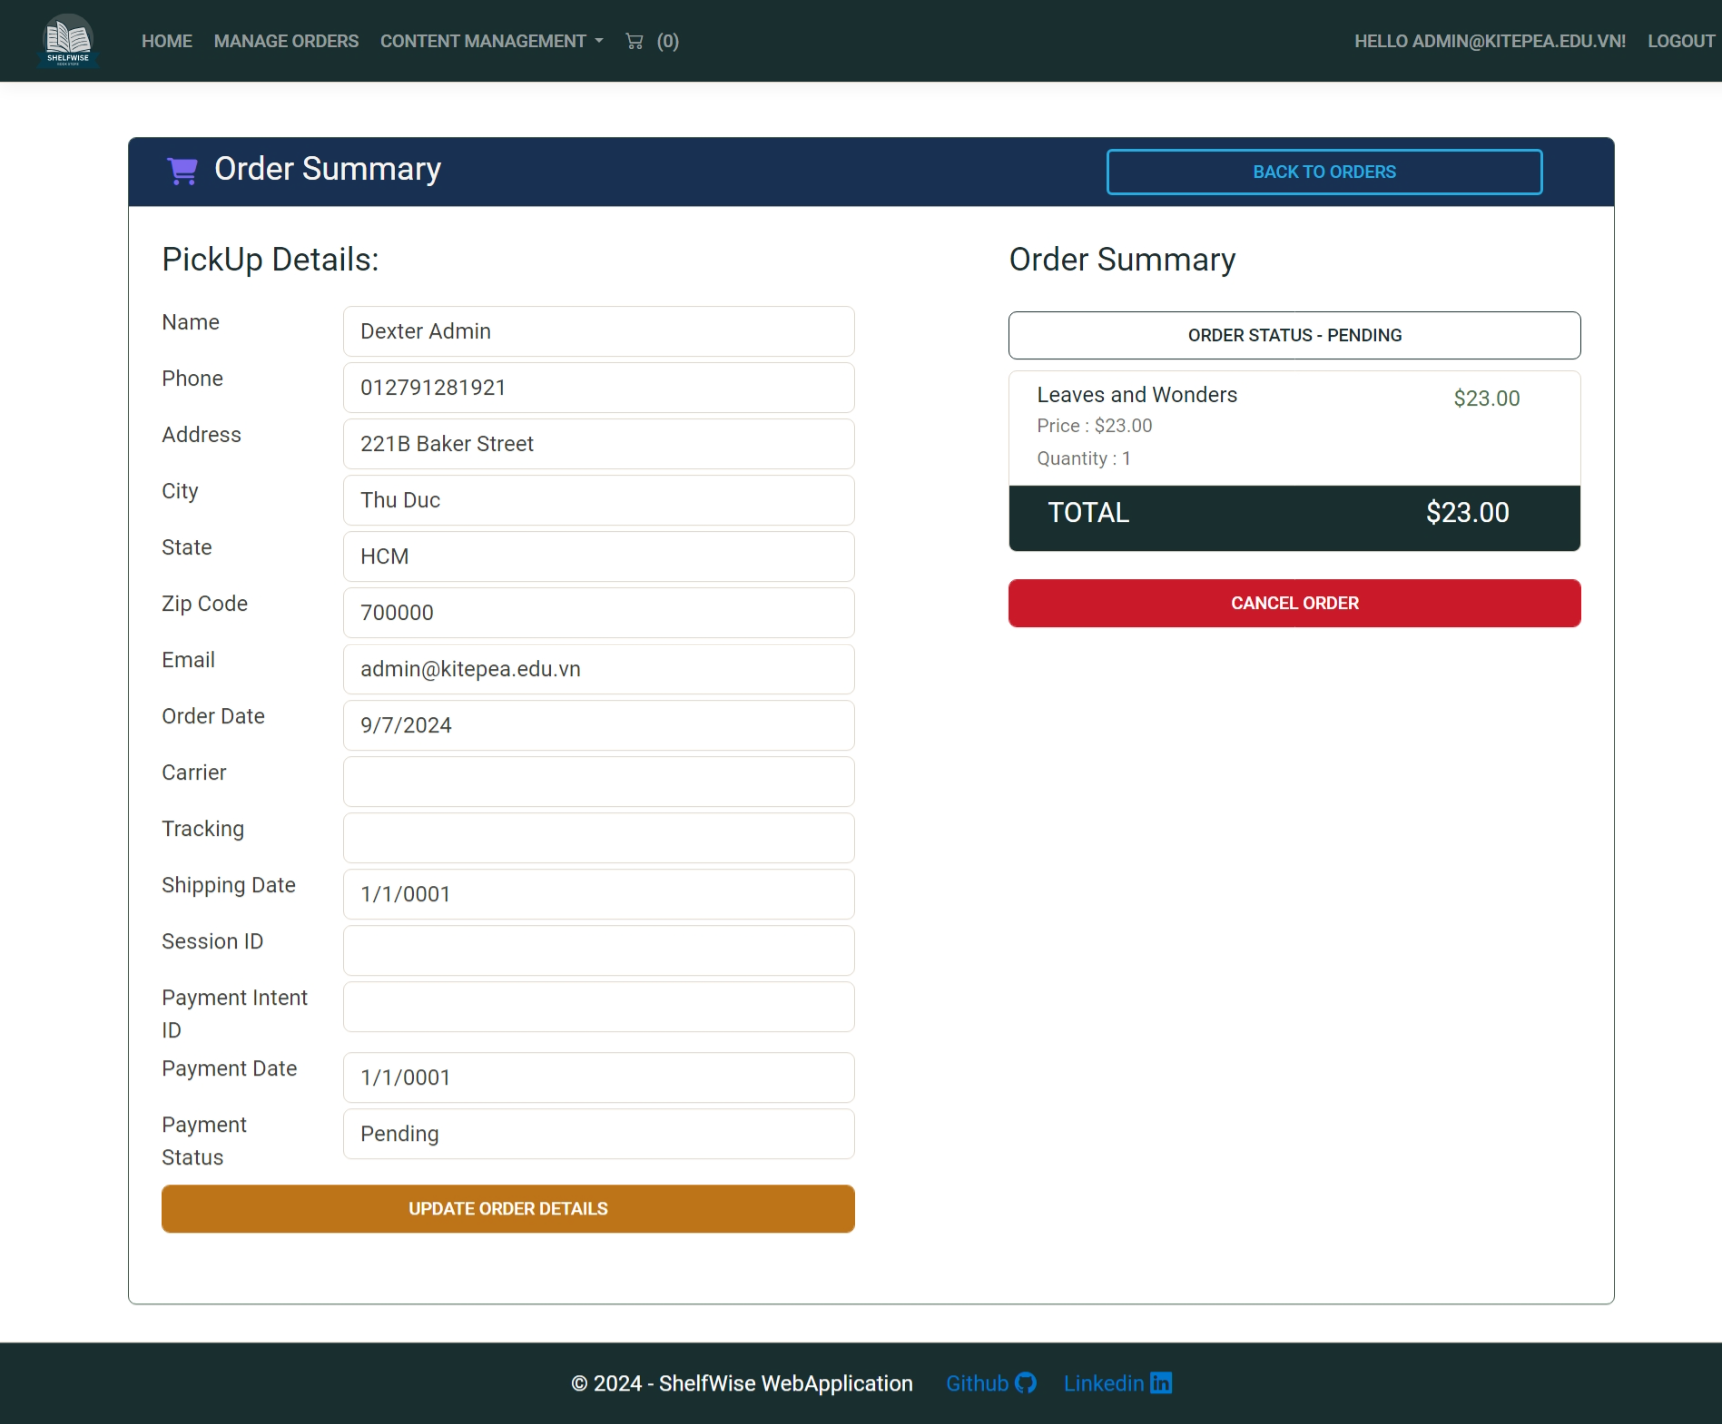 SHELFWISE
HOME
MANAGE ORDERS
CONTENT MANAGEMENT
(0)
HELLO ADMIN@KITEPEA.EDU.VN!
LOGOUT
Order Summary
BACK TO ORDERS
PickUp Details:
Name
Dexter Admin
Phone
012791281921
Address
221B Baker Street
City
Thu Duc
State
HCM
Zip Code
700000
Email
admin@kitepea.edu.vn
Order Date
9/7/2024
Carrier
Tracking
Shipping Date
1/1/0001
Session ID
Payment Intent
ID
Payment Date
1/1/0001
Payment
Status
Pending
UPDATE ORDER DETAILS
Order Summary
ORDER STATUS - PENDING
Leaves and Wonders
$23.00
Price : $23.00
Quantity : 1
TOTAL
$23.00
CANCEL ORDER
© 2024 - ShelfWise WebApplication
Github
Linkedin